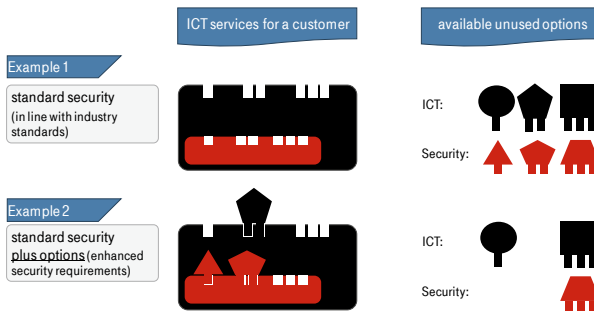 ICT services for a customer
available unused options
Example 1
standard security
(in line with industry
standards)
ICT:
Security:
Example 2
standard security
plus options (enhanced
security requirements)
ICT:
Security: